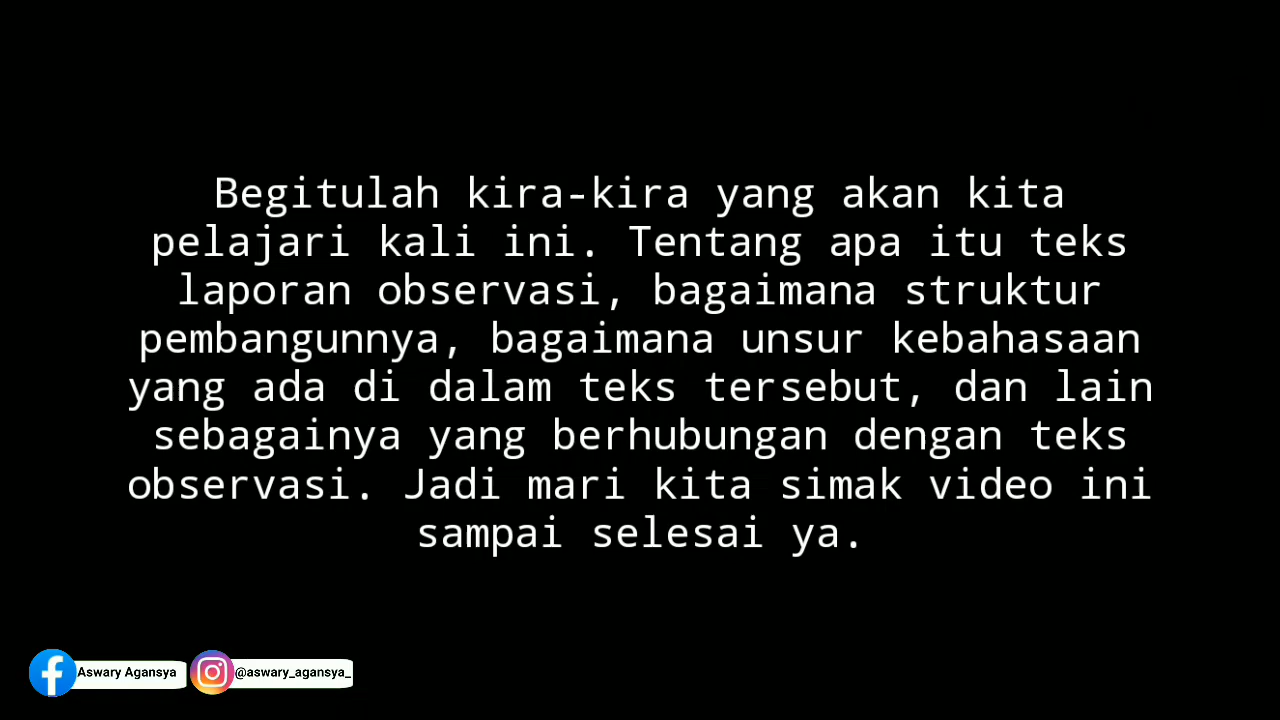 Begitulah kira-kira yang akan kita
pelajari kali ini. Tentang apa itu teks
laporan observasi, bagaimana struktur
pembangunnya, bagaimana unsur kebahasaan
yang ada di dalam teks tersebut, dan lain
sebagainya yang berhubungan dengan teks
observasi. Jadi mari kita simak video ini
sampai selesai ya.
Aswary Agansya @aswary_agansya_